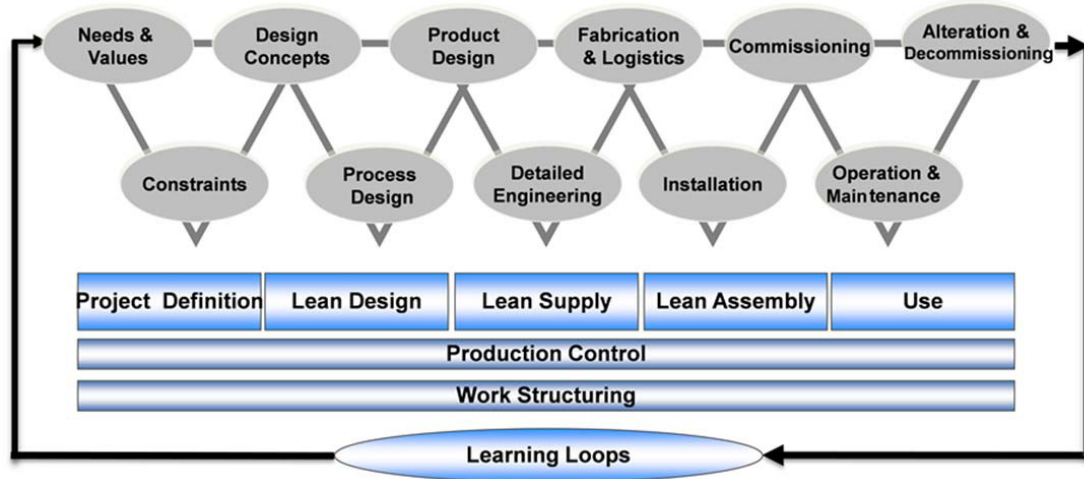 Needs &
Values
Design
Concepts
Product
Design
Fabrication
& Logistics
Commissioning
Alteration &
Decommissioning
Constraints
Process
Design
Detailed
Engineering
Installation
Operation &
Maintenance
Project Definition
Lean Design
Lean Supply
Lean Assembly
Use
Production Control
Work Structuring
Learning Loops